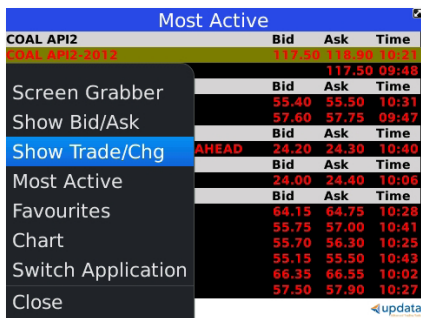 Most Active
COAL API2 Bid Ask Time
COAL API2-2012 117.50 118.90 10:21
117.50 09:48
Bid Ask Time
55.40 55.50 10:31
57.60 57.75 09:47
Bid Ask Time
AHEAD 24.20 24.30 10:40
Bid Ask Time
24.00 24.40 10:06
Bid Ask Time
64.15 64.75 10:28
55.75 57.00 10:41
55.70 56.30 10:25
55.15 55.50 10:43
66.35 66.55 10:02
57.50 57.90 10:27
Screen Grabber
Show Bid/Ask
Show Trade/Chg
Most Active
Favourites
Chart
Switch Application
Close
updata